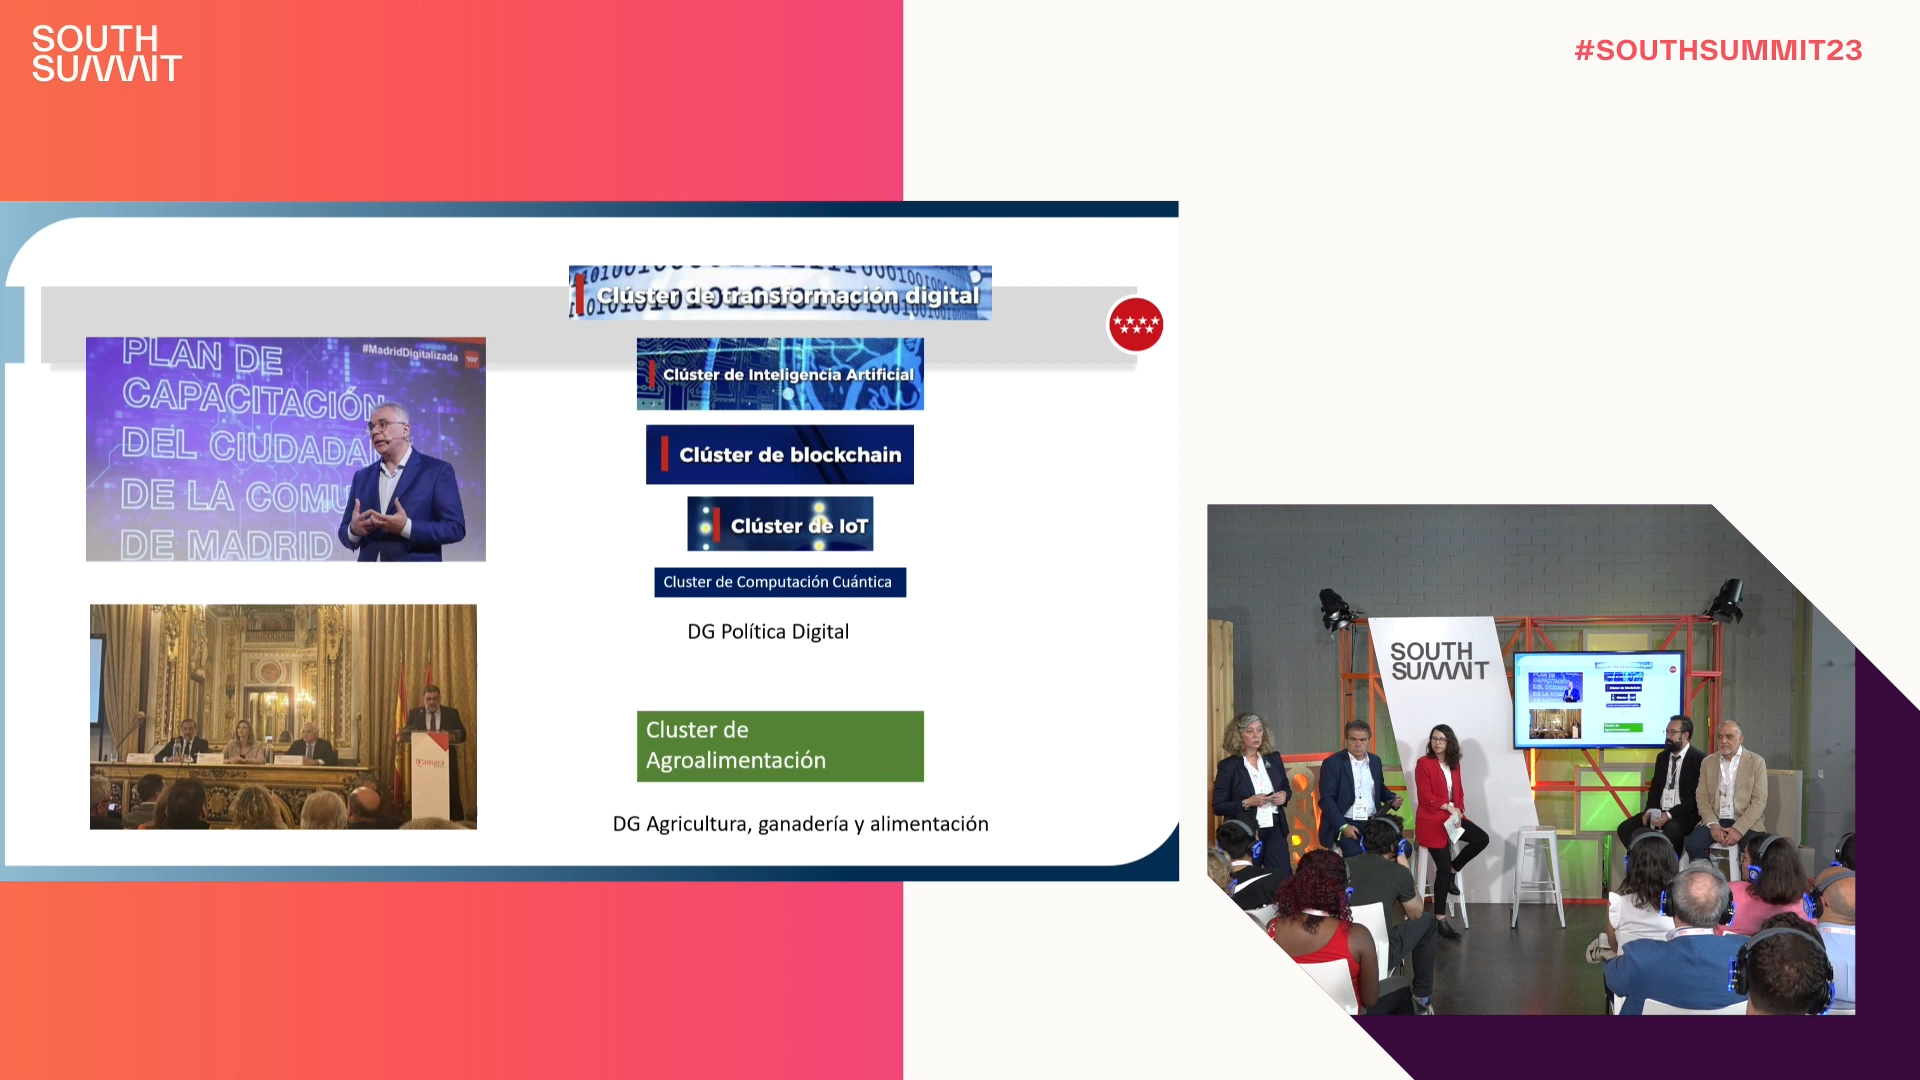 SOUTH
SUMMIT
#SOUTHSUMMIT23
Clúster de transformación digital
#MadridDigitalizada
PLAN DE
CAPACITACIÓN
DEL CIUDADA
DE LA COMU
DE MADRID
Clúster de Inteligencia Artificial
Clúster de blockchain
Clúster de IoT
Cluster de Computación Cuántica
DG Política Digital
Cluster de
Agroalimentación
DG Agricultura, ganadería y alimentación
Cámara
SOUTH
SUMMIT